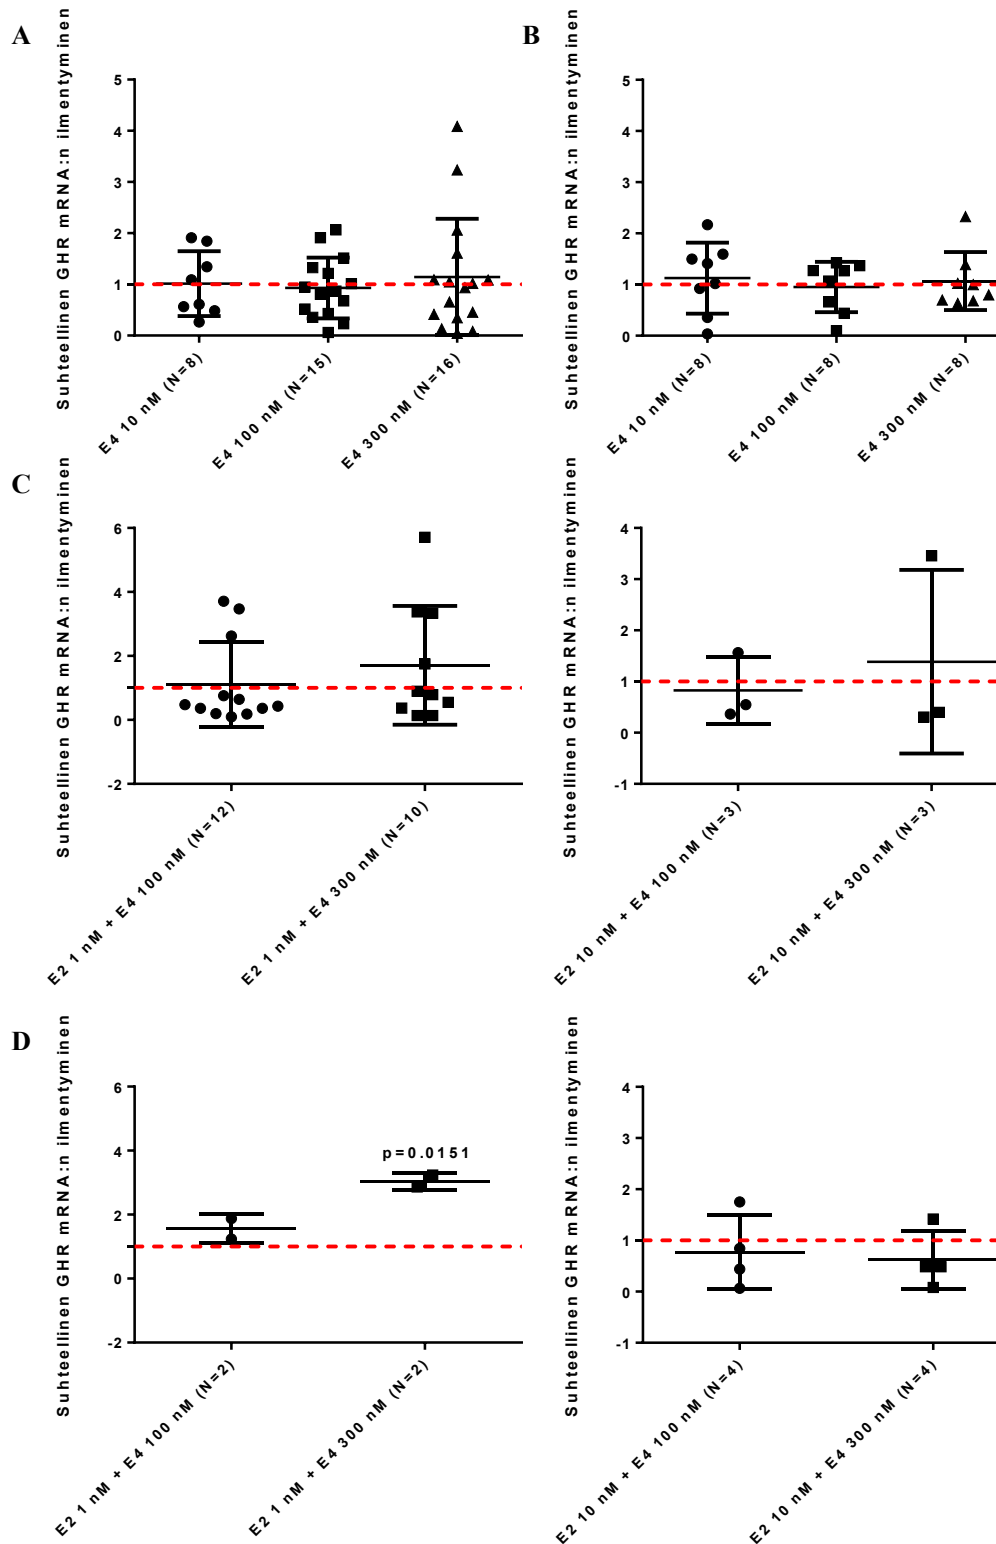 A
B
Suhteellinen GHR mRNA:n ilmentyminen
5
4
3
2
1
0
E4 10 nM (N=8)
E4 100 nM (N=15)
E4 300 nM (N=16)
Suhteellinen GHR mRNA:n ilmentyminen
5
4
3
2
1
0
E4 10 nM (N=8)
E4 100 nM (N=8)
E4 300 nM (N=8)
C
Suhteellinen GHR mRNA:n ilmentyminen
6
4
2
0
-2
E2 1 nM + E4 100 nM (N=12)
E2 1 nM + E4 300 nM (N=10)
Suhteellinen GHR mRNA:n ilmentyminen
4
3
2
1
0
-1
E2 10 nM + E4 100 nM (N=3)
E2 10 nM + E4 300 nM (N=3)
D
Suhteellinen GHR mRNA:n ilmentyminen
6
4
2
0
-2
p=0.0151
E2 1 nM + E4 100 nM (N=2)
E2 1 nM + E4 300 nM (N=2)
Suhteellinen GHR mRNA:n ilmentyminen
4
3
2
1
0
-1
E2 10 nM + E4 100 nM (N=4)
E2 10 nM + E4 300 nM (N=4)